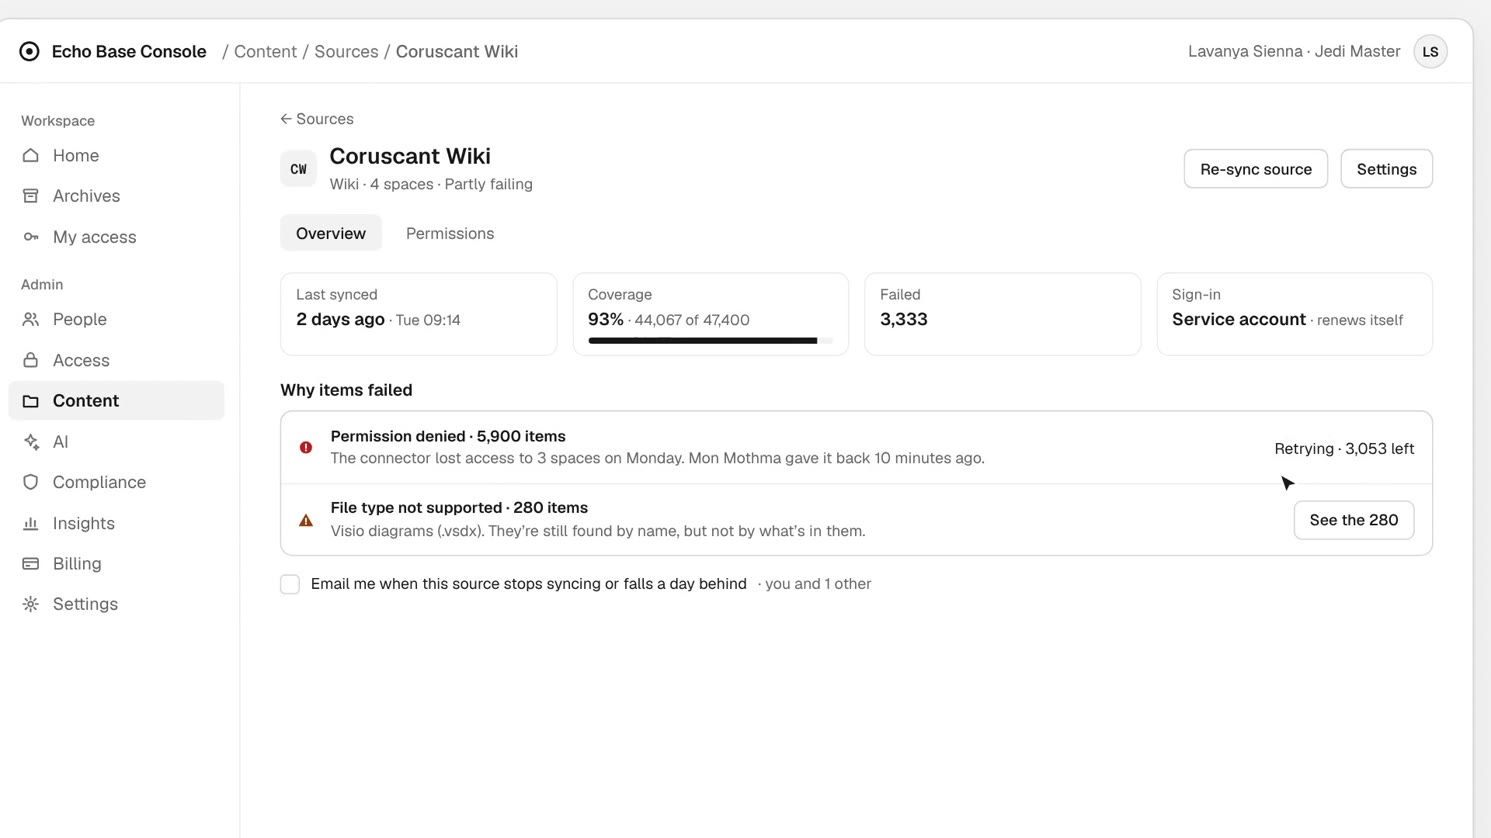 Echo Base Console / Content / Sources / Coruscant Wiki
Lavanya Sienna · Jedi Master LS
Workspace
Home
Archives
My access
Admin
People
Access
Content
AI
Compliance
Insights
Billing
Settings
← Sources
CW
Coruscant Wiki
Wiki · 4 spaces · Partly failing
Re-sync source
Settings
Overview
Permissions
Last synced
2 days ago · Tue 09:14
Coverage
93% · 44,067 of 47,400
Failed
3,333
Sign-in
Service account · renews itself
Why items failed
Permission denied · 5,900 items
The connector lost access to 3 spaces on Monday. Mon Mothma gave it back 10 minutes ago.
Retrying · 3,053 left
File type not supported · 280 items
Visio diagrams (.vsdx). They’re still found by name, but not by what’s in them.
See the 280
Email me when this source stops syncing or falls a day behind · you and 1 other